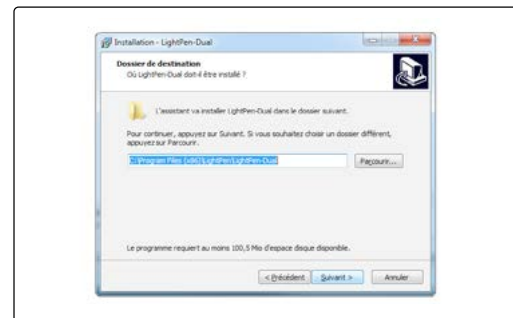 Installation - LightPen-Dual
Dossier de destination
Où LightPen-Dual doit-il être installé ?
L'assistant va installer LightPen-Dual dans le dossier suivant.
Pour continuer, appuyez sur Suivant. Si vous souhaitez choisir un dossier différent,
appuyez sur Parcourir.
C:\Program Files (x86)\LightPen\LightPen-Dual
Parcourir...
Le programme requiert au moins 100,5 Mo d'espace disque disponible.
< Précédent
Suivant >
Annuler